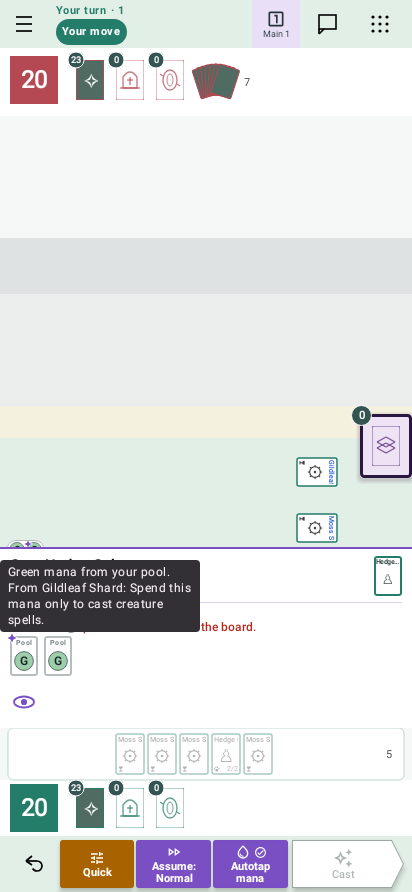 Your turn · 1
Your move
1
Main 1
20
23
0
0
7
0
Gildleaf
Moss S
Hedge..
Green mana from your pool.
From Gildleaf Shard: Spend this
mana only to cast creature
spells.
the board.
Pool
G
Pool
G
Moss S
Moss S
Moss S
Hedge
2/2
Moss S
5
20
23
0
0
Quick
Assume:
Normal
Autotap
mana
Cast